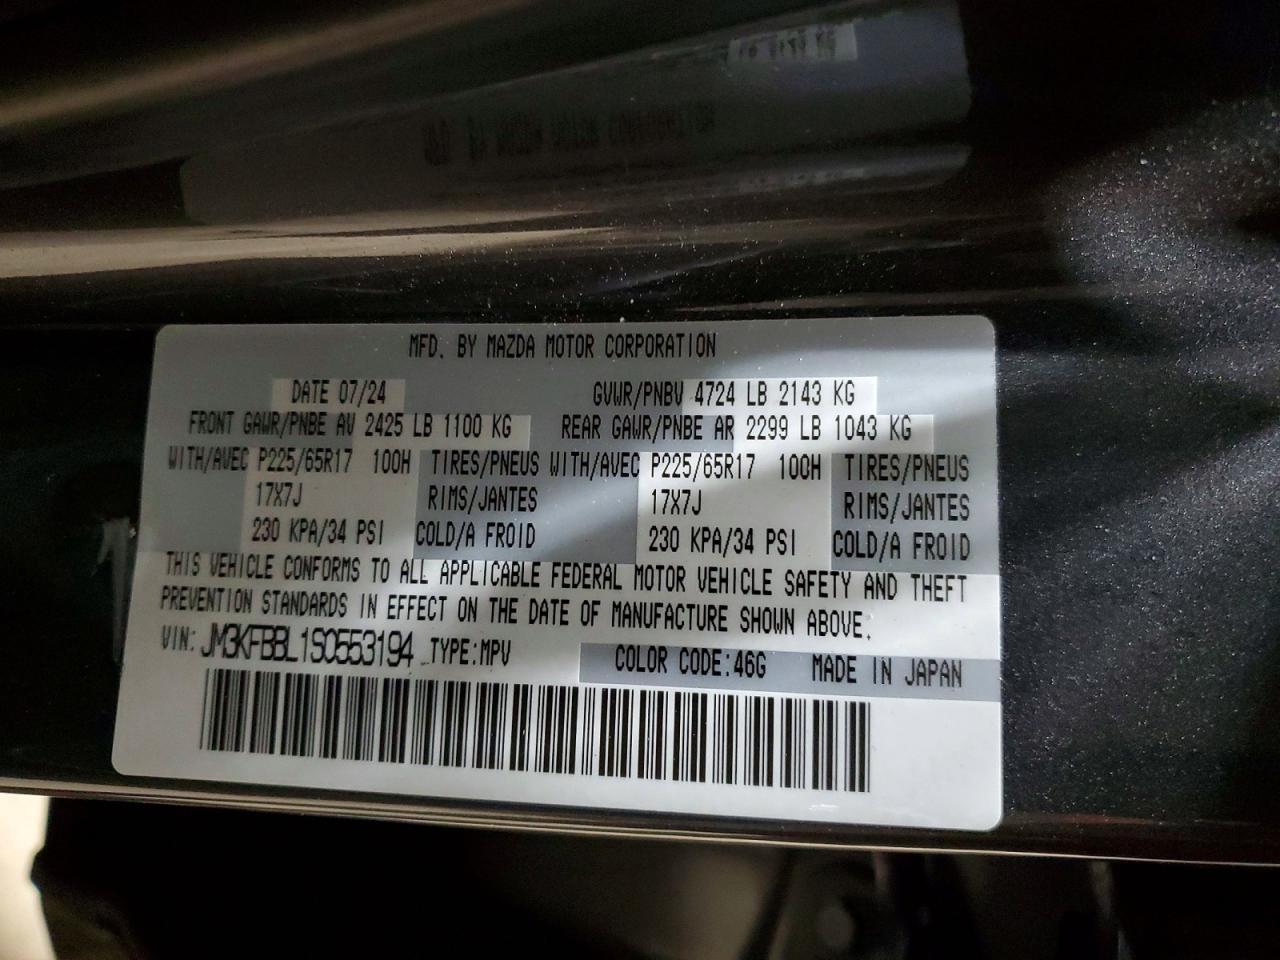 MFD. BY MAZDA MOTOR CORPORATION
DATE 07/24 GVWR/PNBV 4724 LB 2143 KG
FRONT GAWR/PNBE AV 2425 LB 1100 KG REAR GAWR/PNBE AR 2299 LB 1043 KG
WITH/AVEC P225/65R17 100H TIRES/PNEUS WITH/AVEC P225/65R17 100H TIRES/PNEUS
17X7J RIMS/JANTES 17X7J RIMS/JANTES
230 KPA/34 PSI COLD/A FROID 230 KPA/34 PSI COLD/A FROID
THIS VEHICLE CONFORMS TO ALL APPLICABLE FEDERAL MOTOR VEHICLE SAFETY AND THEFT
PREVENTION STANDARDS IN EFFECT ON THE DATE OF MANUFACTURE SHOWN ABOVE.
VIN: JM3KFBBL1S0553194 TYPE:MPV COLOR CODE:46G MADE IN JAPAN